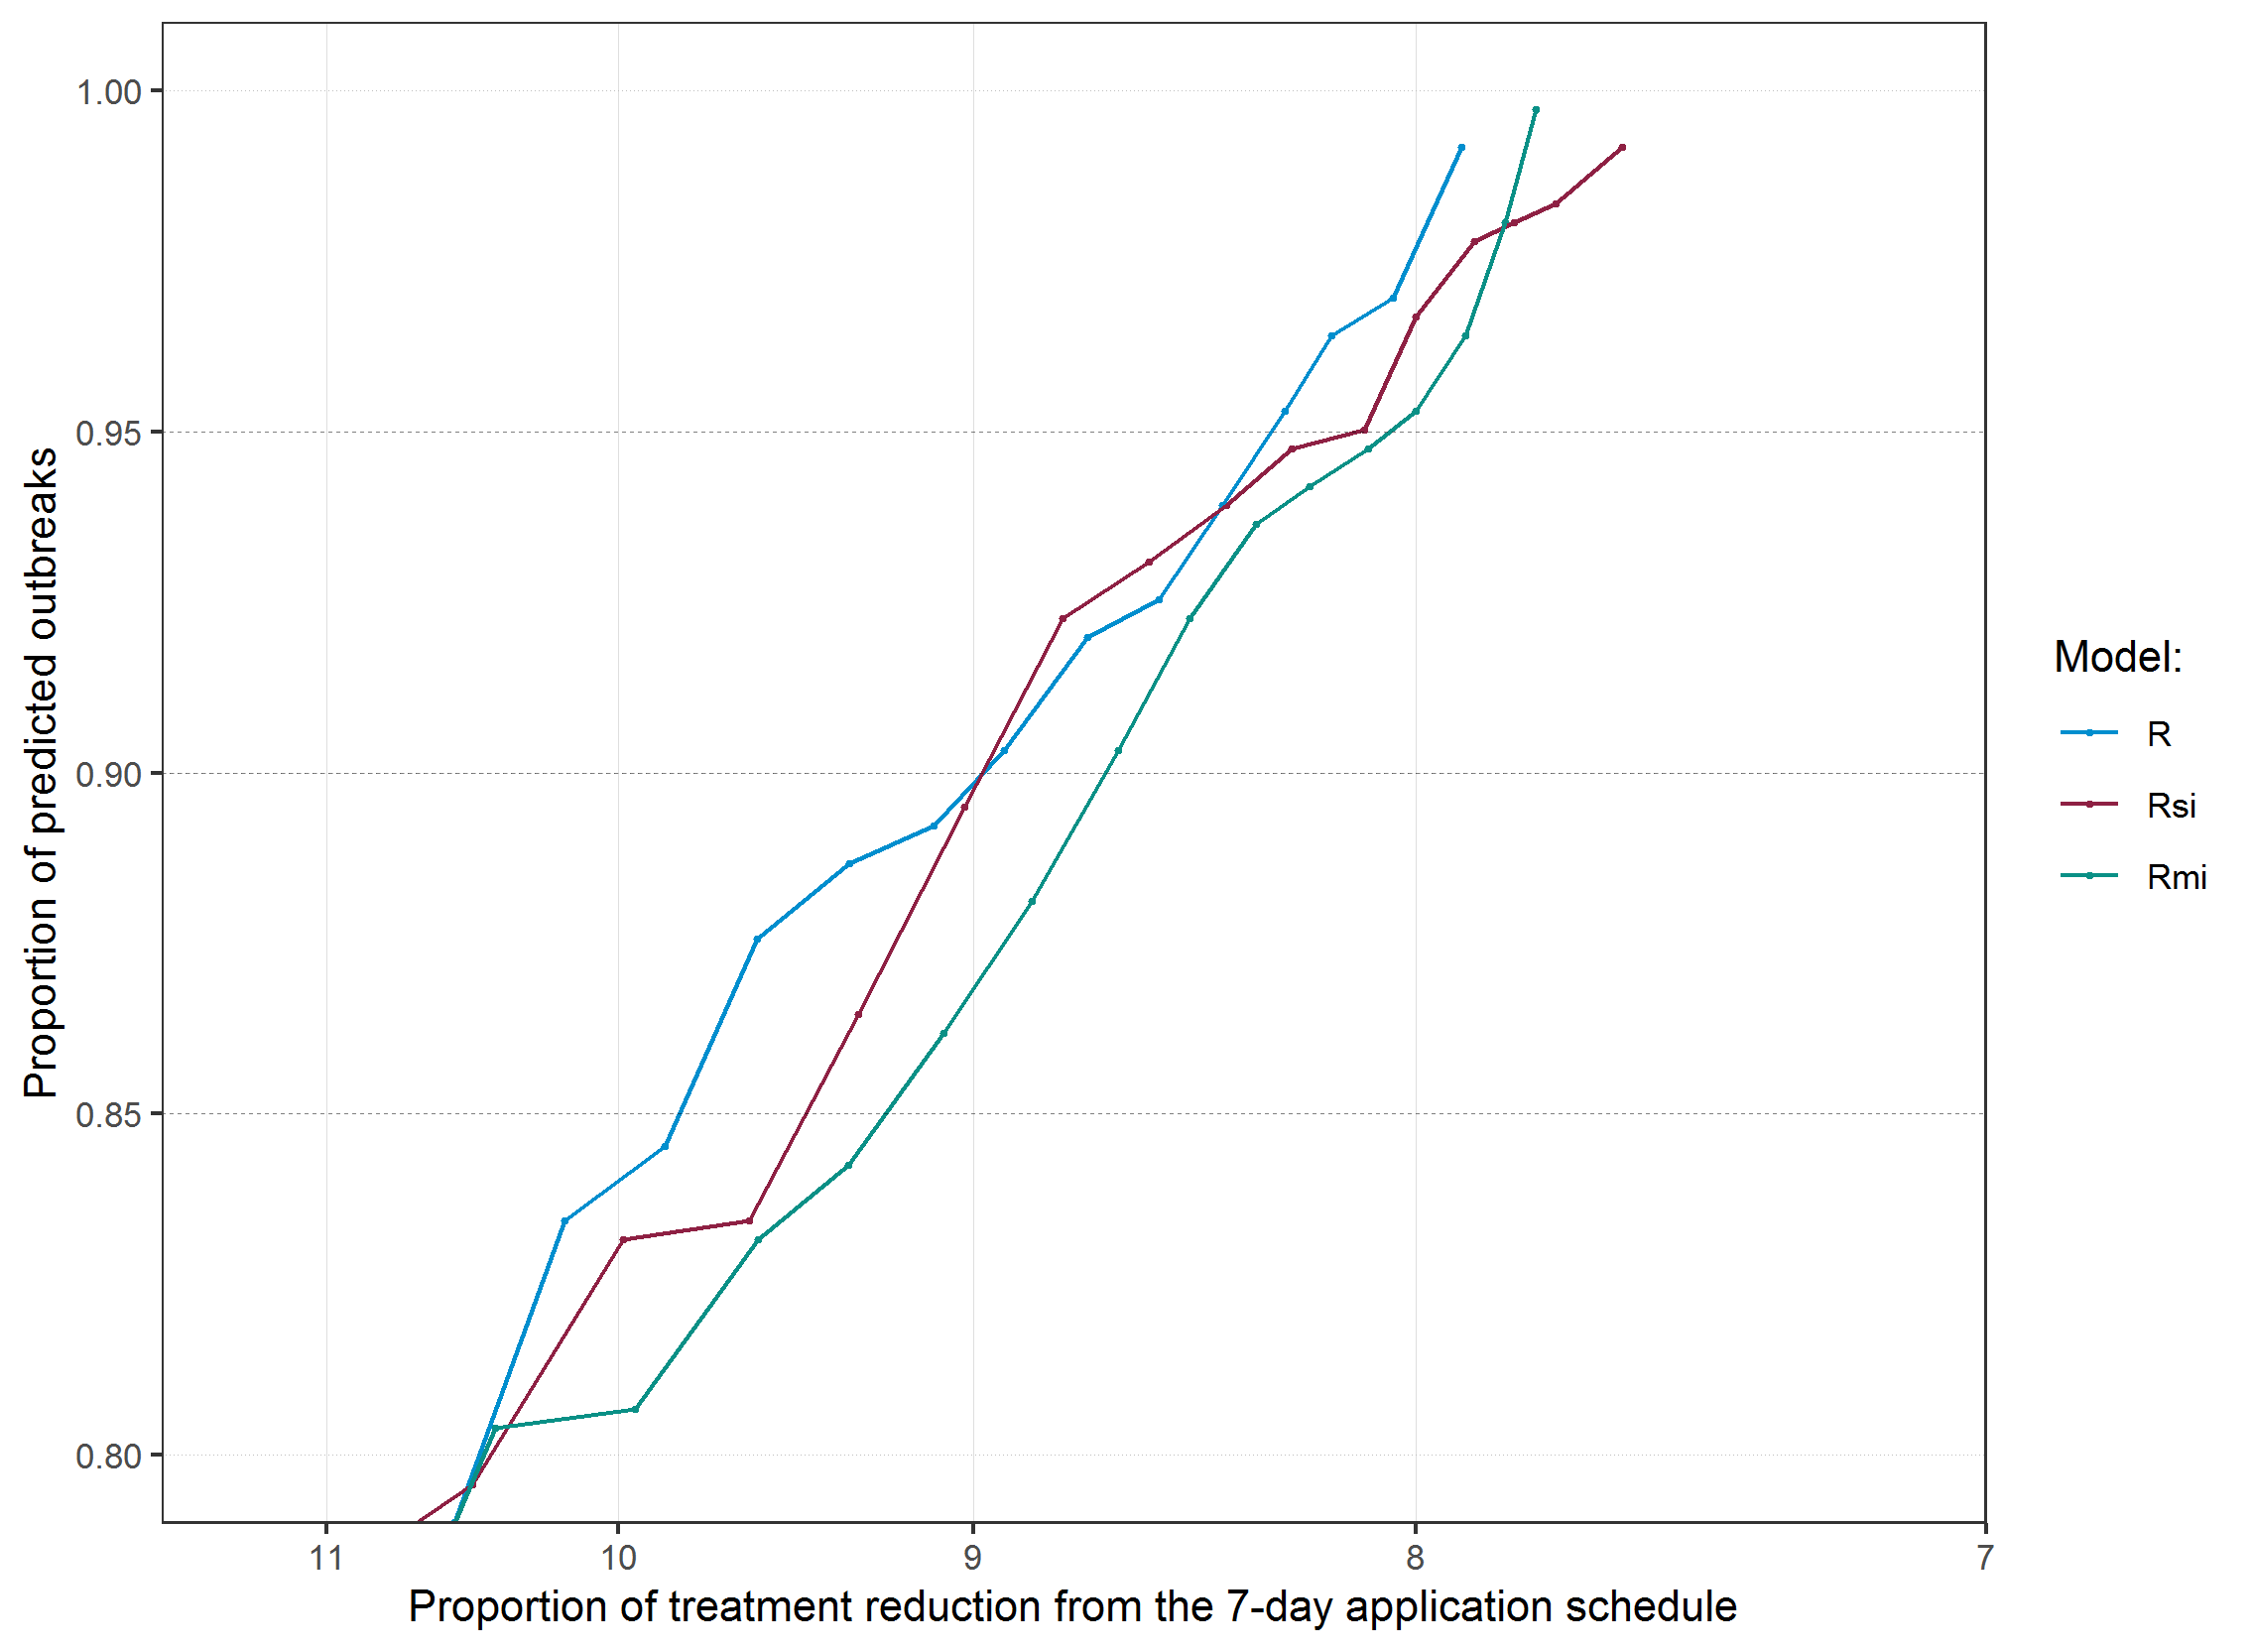 1.00
0.95
0.90
0.85
0.80
Proportion of predicted outbreaks
11 10 9 8 7
Proportion of treatment reduction from the 7-day application schedule
Model:
R
Rsi
Rmi